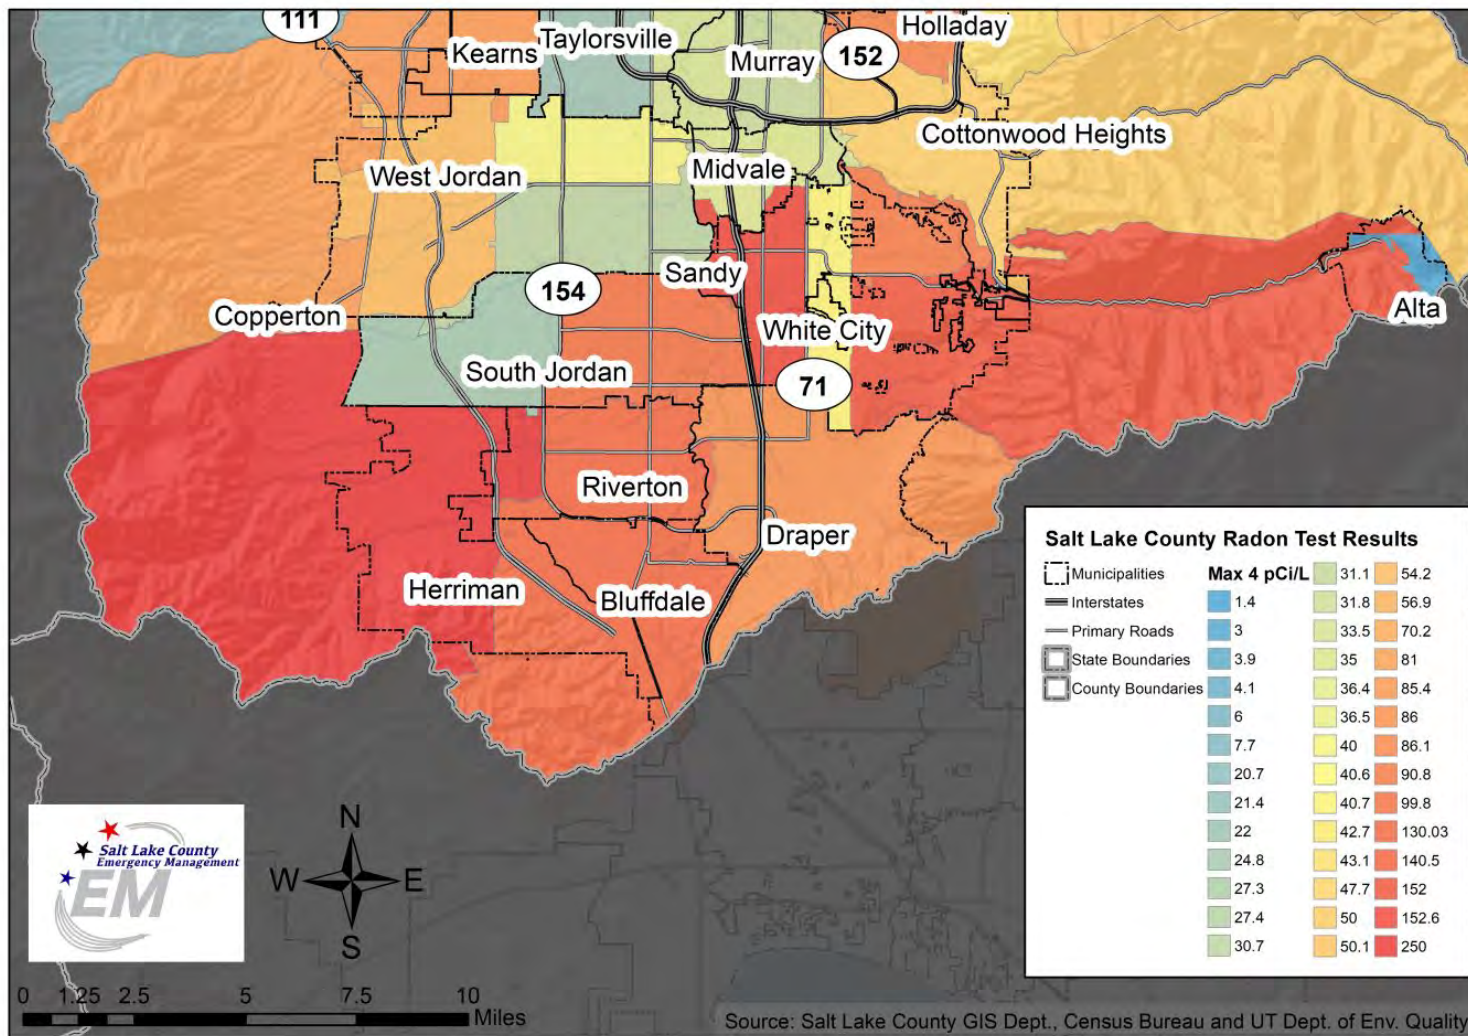 111
Kearns
Taylorsville
Murray
152
Holladay
Cottonwood Heights
West Jordan
Midvale
154
Sandy
Copperton
White City
Alta
South Jordan
71
Riverton
Draper
Herriman
Bluffdale
Salt Lake County Radon Test Results
Municipalities
Interstates
Primary Roads
State Boundaries
County Boundaries
Max 4 pCi/L
1.4
3
3.9
4.1
6
7.7
20.7
21.4
22
24.8
27.3
27.4
30.7
31.1
31.8
33.5
35
36.4
36.5
40
40.6
40.7
42.7
43.1
47.7
50
50.1
54.2
56.9
70.2
81
85.4
86
86.1
90.8
99.8
130.03
140.5
152
152.6
250
Salt Lake County
Emergency Management
EM
N
W E
S
0 1.25 2.5 5 7.5 10
Miles
Source: Salt Lake County GIS Dept., Census Bureau and UT Dept. of Env. Quality